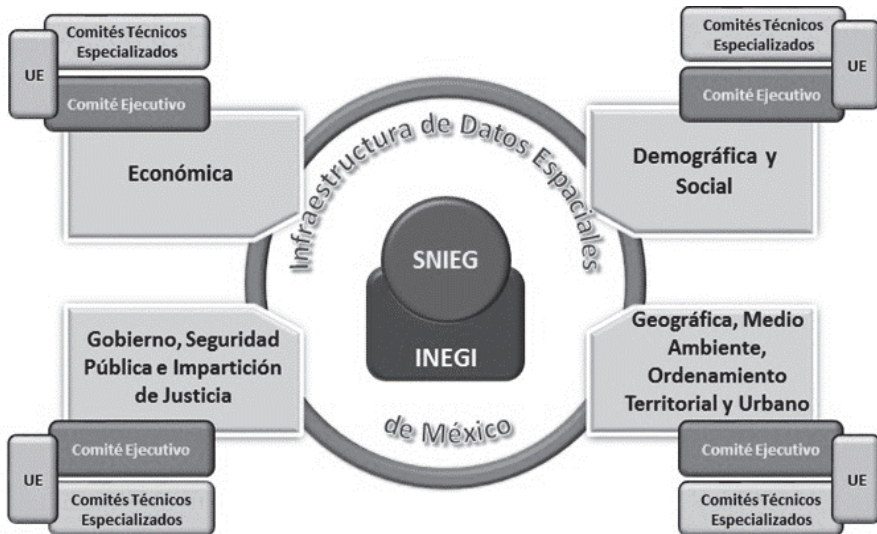 Comités Técnicos
Especializados
UE
Comité Ejecutivo
Económica
Comités Técnicos
Especializados
UE
Comité Ejecutivo
Demográfica y
Social
Infraestructura de Datos Espaciales
SNIEG
INEGI
de México
Gobierno, Seguridad
Pública e Impartición
de Justicia
Comité Ejecutivo
UE
Comités Técnicos
Especializados
Geográfica, Medio
Ambiente,
Ordenamiento
Territorial y Urbano
Comité Ejecutivo
UE
Comités Técnicos
Especializados